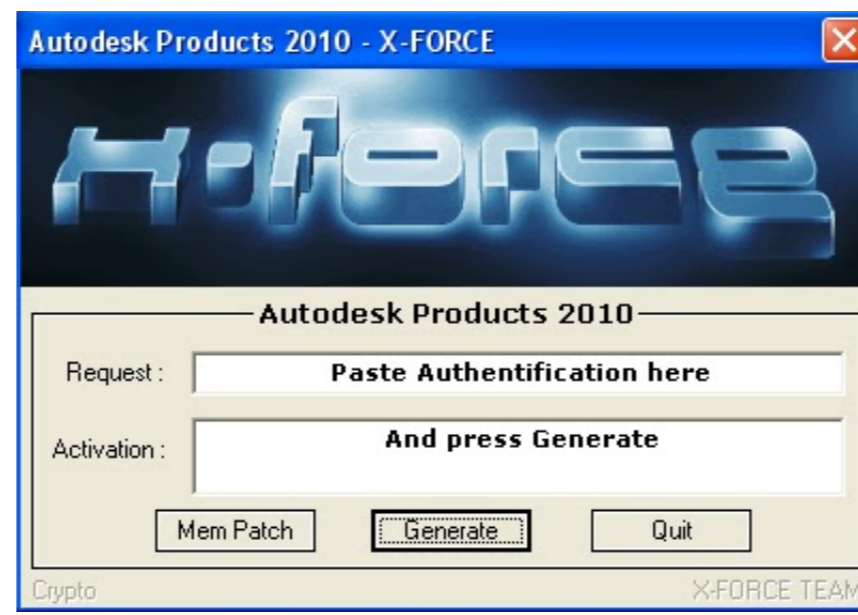 Autodesk Products 2010 - X-FORCE
x-force
Autodesk Products 2010
Request :
Paste Authentification here
Activation :
And press Generate
Mem Patch
Generate
Quit
Crypto
X-FORCE TEAM